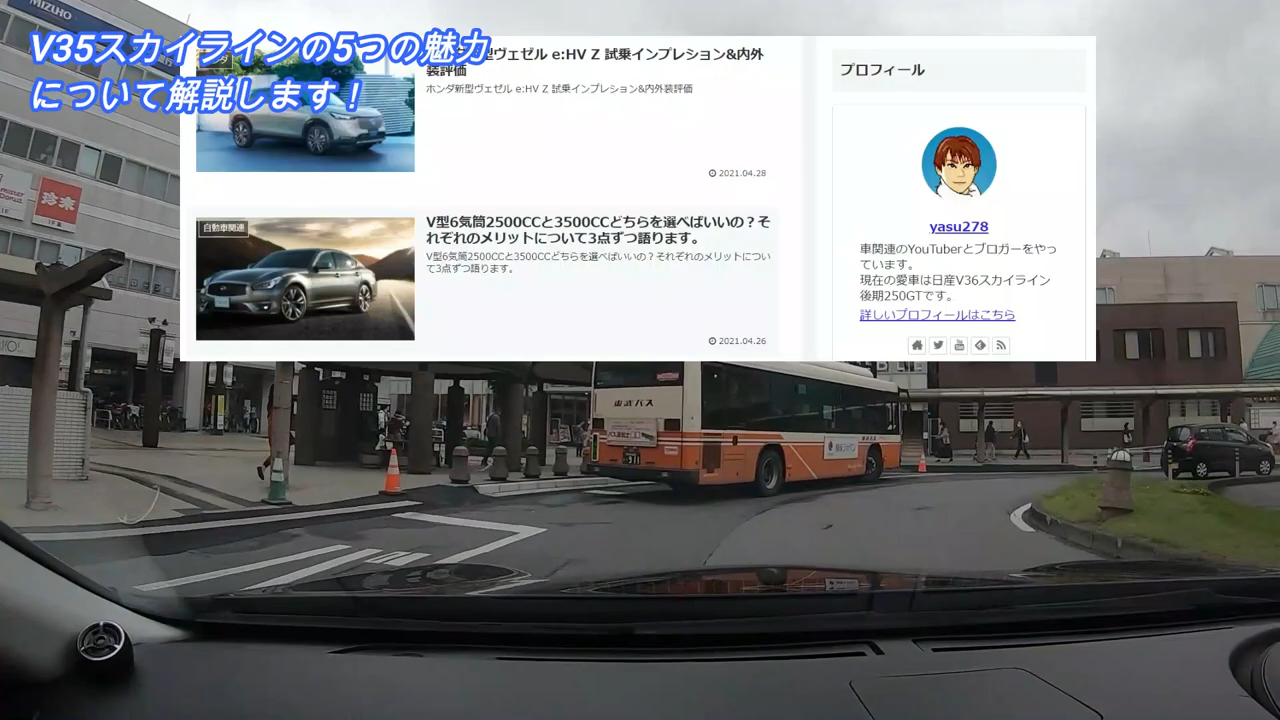 MIZUHO
V35スカイラインの5つの魅力
について解説します！
型ヴェゼル e:HV Z 試乗インプレション&内外
装評価
ホンダ新型ヴェゼル e:HV Z 試乗インプレション&内外装評価
2021.04.28
自動車関連
V型6気筒2500CCと3500CCどちらを選べばいいの？そ
れぞれのメリットについて3点ずつ語ります。
V型6気筒2500CCと3500CCどちらを選べばいいの？それぞれのメリットについ
て3点ずつ語ります。
2021.04.26
プロフィール
yasu278
車関連のYouTuberとブロガーをやっ
ています。
現在の愛車は日産V36スカイライン
後期250GTです。
詳しいプロフィールはこちら
mister
Donut
珍来
東武バス
911